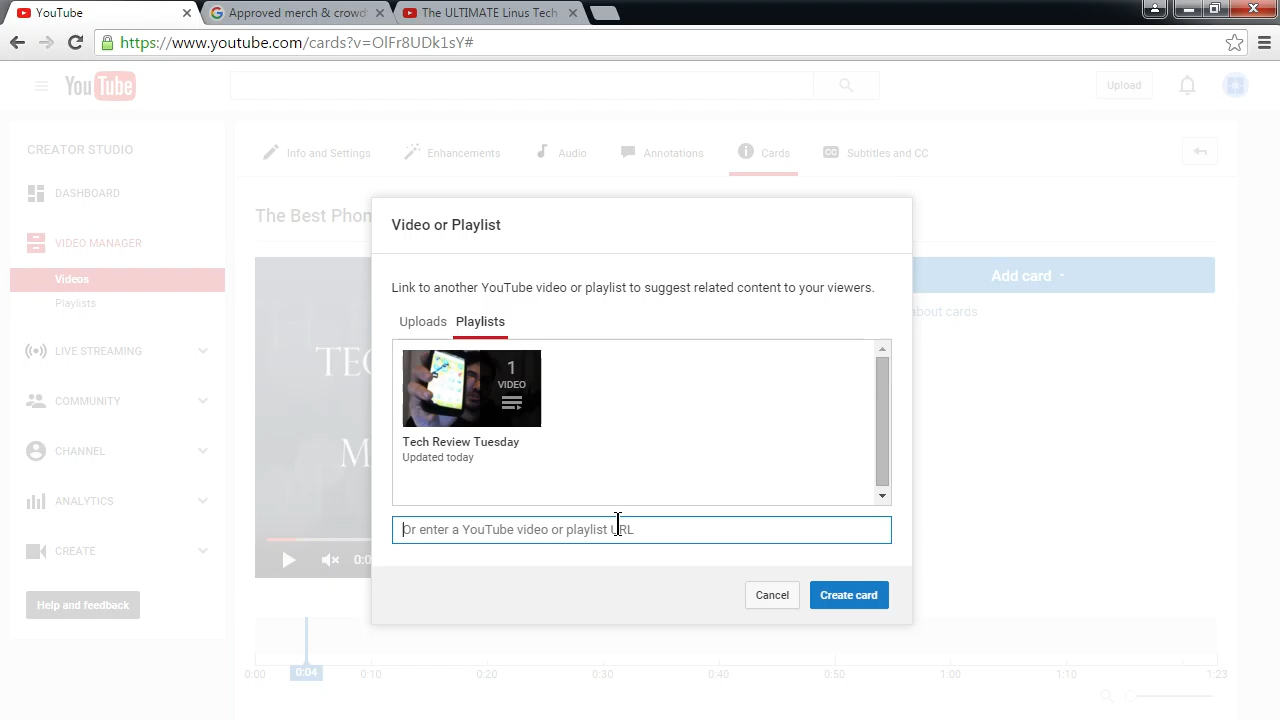 YouTube
Approved merch & crowd
The ULTIMATE Linus Tech
https://www.youtube.com/cards?v=OlFr8UDk1sY#
YouTube
Upload
CREATOR STUDIO
DASHBOARD
VIDEO MANAGER
Videos
Playlists
LIVE STREAMING
COMMUNITY
CHANNEL
ANALYTICS
CREATE
Help and feedback
Info and Settings
Enhancements
Audio
Annotations
Cards
CC
Subtitles and CC
The Best Phon
Add card
about cards
TEC
M
0:0
Video or Playlist
Link to another YouTube video or playlist to suggest related content to your viewers.
Uploads
Playlists
1
VIDEO
Tech Review Tuesday
Updated today
Or enter a YouTube video or playlist URL
Cancel
Create card
0:00
0:04
0:10
0:20
0:30
0:40
0:50
1:00
1:10
1:23